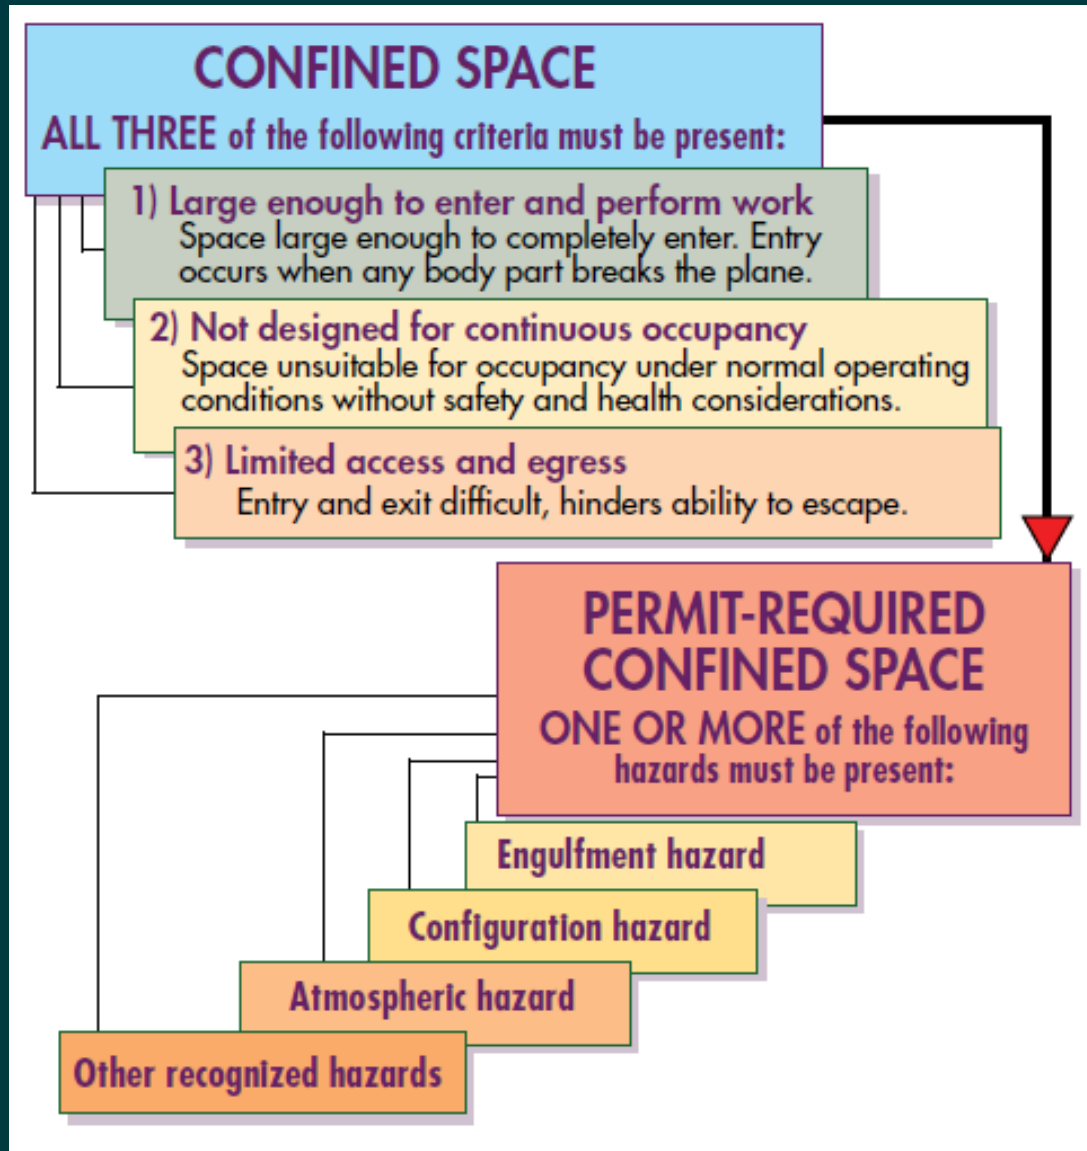 CONFINED SPACE
ALL THREE of the following criteria must be present:
1) Large enough to enter and perform work
Space large enough to completely enter. Entry
occurs when any body part breaks the plane.
2) Not designed for continuous occupancy
Space unsuitable for occupancy under normal operating
conditions without safety and health considerations.
3) Limited access and egress
Entry and exit difficult, hinders ability to escape.
PERMIT-REQUIRED
CONFINED SPACE
ONE OR MORE of the following
hazards must be present:
Engulfment hazard
Configuration hazard
Atmospheric hazard
Other recognized hazards